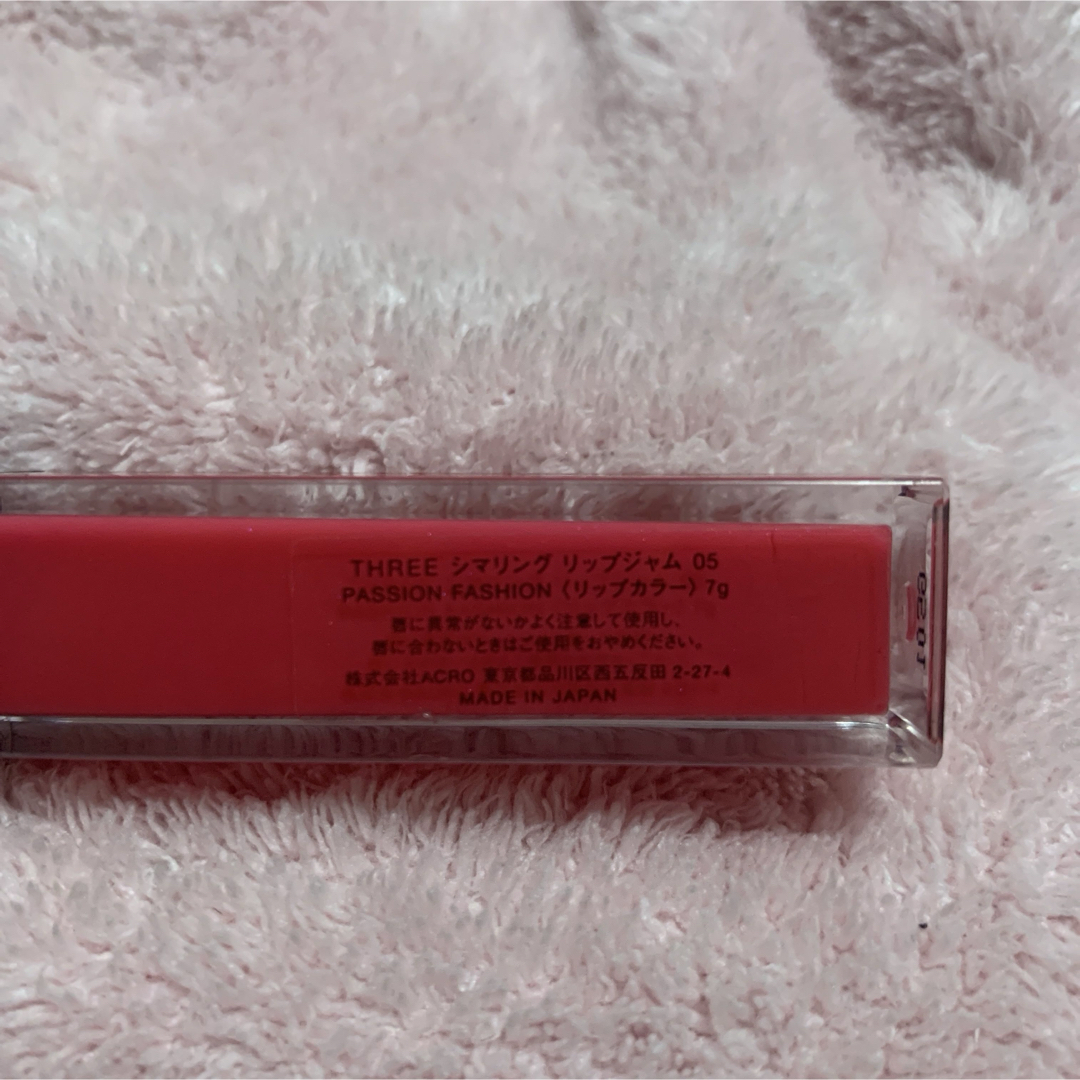 THREE シマリング リップジャム 05
PASSION FASHION〈リップカラー〉7g
唇に異常がないかよく注意して使用し、
唇に合わないときはご使用をおやめください。
株式会社ACRO 東京都品川区西五反田 2-27-4
MADE IN JAPAN